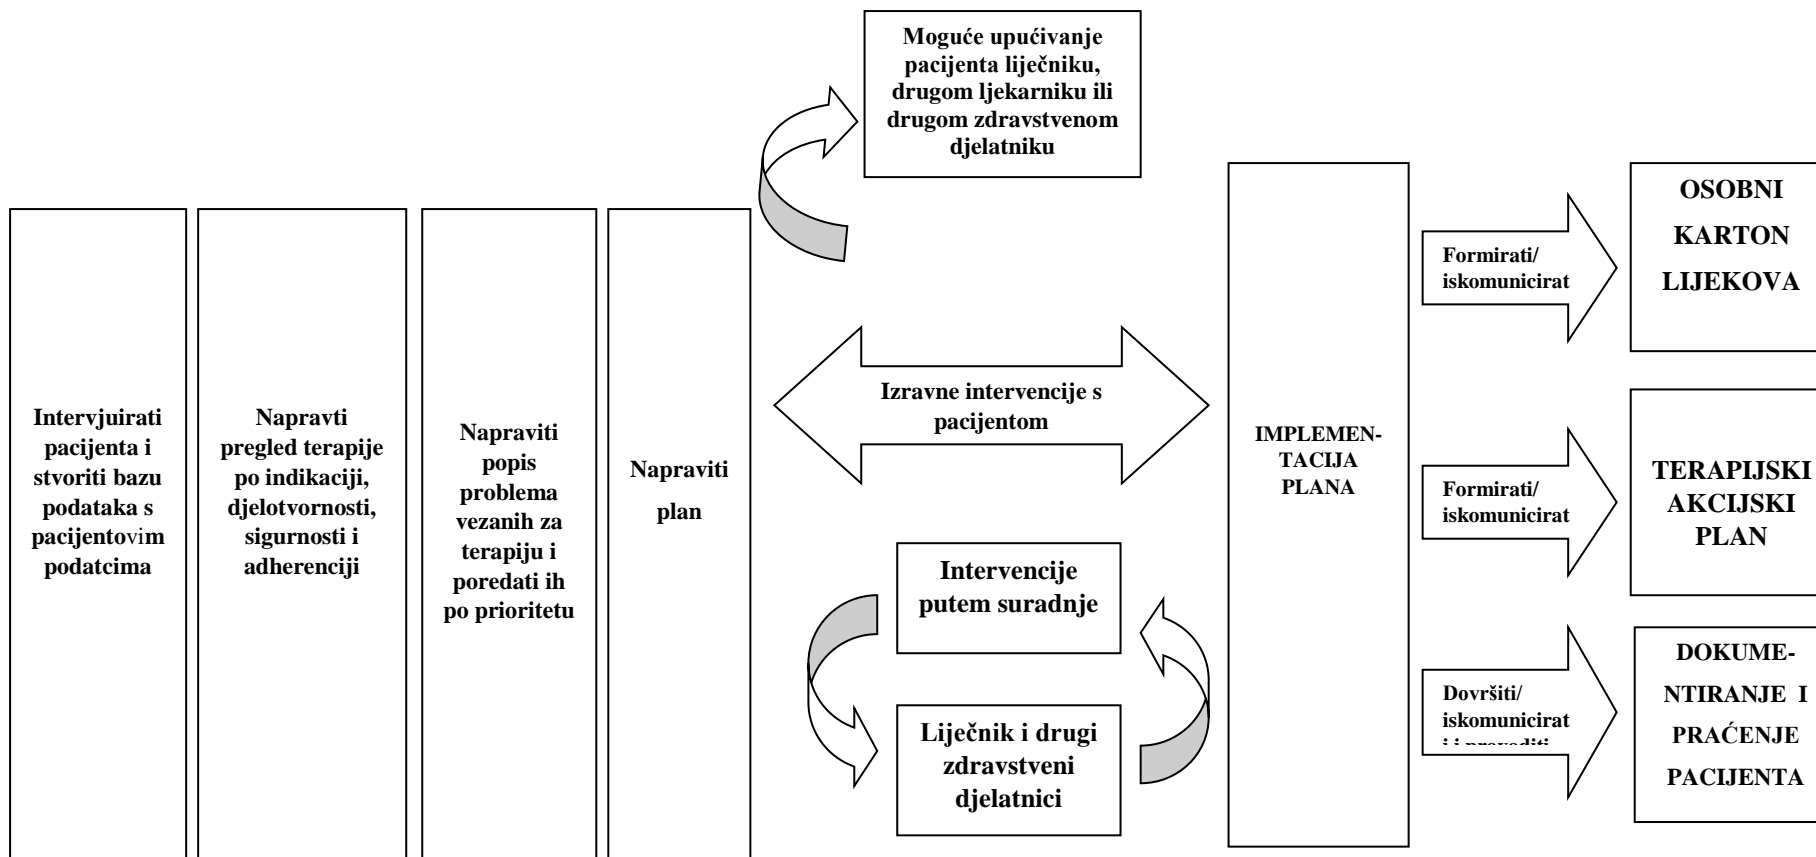 Moguće upućivanje
pacijenta liječniku,
drugom ljekarniku ili
drugom zdravstvenom
djelatniku
Intervjuirati
pacijenta i
stvoriti bazu
podataka s
pacijentovim
podatcima
Napravti
pregled terapije
po indikaciji,
djelotvornosti,
sigurnosti i
adherenciji
Napraviti
popis
problema
vezanih za
terapiju i
poredati ih
po prioritetu
Napraviti
plan
Izravne intervencije s
pacijentom
Intervencije
putem suradnje
Liječnik i drugi
zdravstveni
djelatnici
IMPLEMEN-
TACIJA
PLANA
Formirati/
iskomunicirat
OSOBNI
KARTON
LIJEKOVA
Formirati/
iskomunicirat
TERAPIJSKI
AKCIJSKI
PLAN
Dovršiti/
iskomunicirat
DOKUME-
NTIRANJE I
PRAĆENJE
PACIJENTA